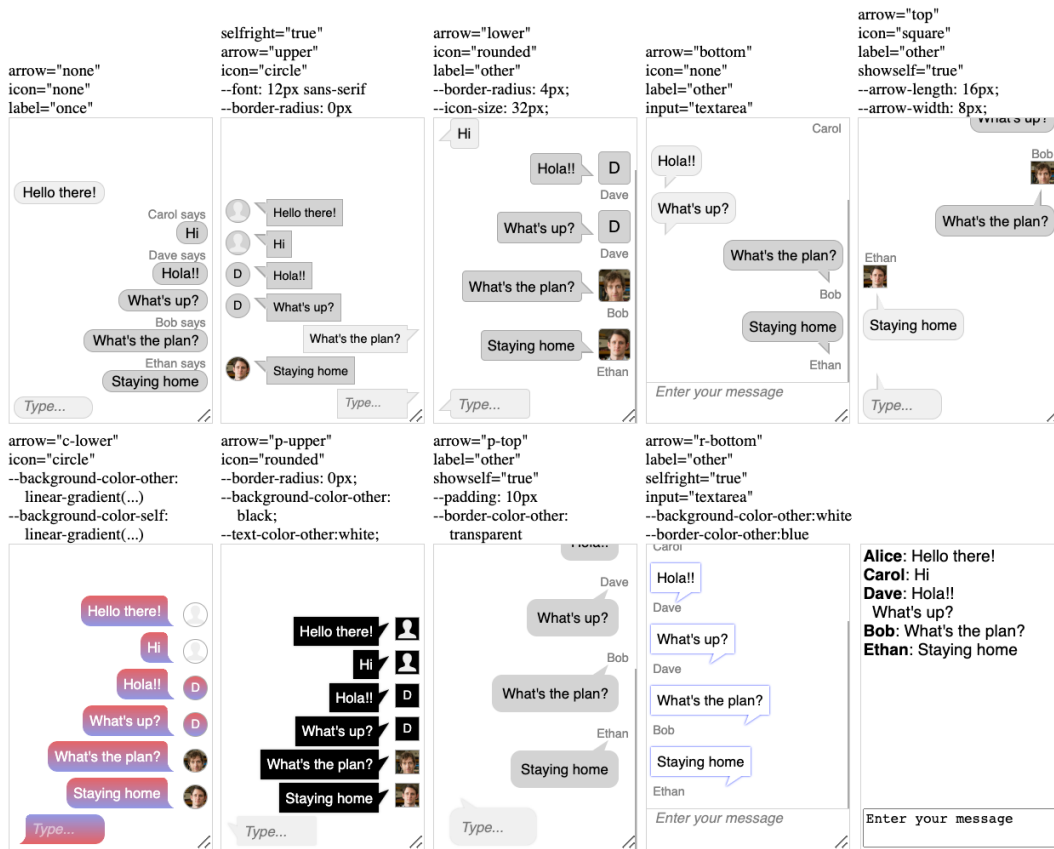 arrow="none"
icon="none"
label="once"
Hello there!
Carol says
Hi
Dave says
Hola!!
What's up?
Bob says
What's the plan?
Ethan says
Staying home
Type...
selfright="true"
arrow="upper"
icon="circle"
--font: 12px sans-serif
--border-radius: 0px
Hello there!
Hi
D
Hola!!
D
What's up?
What's the plan?
Staying home
Type...
arrow="lower"
icon="rounded"
label="other"
--border-radius: 4px;
--icon-size: 32px;
Hi
Hola!!
D
Dave
What's up?
D
Dave
What's the plan?
Bob
Staying home
Ethan
Type...
arrow="bottom"
icon="none"
label="other"
input="textarea"
Carol
Hola!!
What's up?
What's the plan?
Bob
Staying home
Ethan
Enter your message
arrow="top"
icon="square"
label="other"
showself="true"
--arrow-length: 16px;
--arrow-width: 8px;
What's up?
Bob
What's the plan?
Ethan
Staying home
Type...
arrow="c-lower"
icon="circle"
--background-color-other:
linear-gradient(...)
--background-color-self:
linear-gradient(...)
Hello there!
Hi
Hola!!
D
What's up?
D
What's the plan?
Staying home
Type...
arrow="p-upper"
icon="rounded"
--border-radius: 0px;
--background-color-other:
black;
--text-color-other:white;
Hello there!
Hi
Hola!!
D
What's up?
D
What's the plan?
Staying home
Type...
arrow="p-top"
label="other"
showself="true"
--padding: 10px
--border-color-other:
transparent
Hola!!
Dave
What's up?
Bob
What's the plan?
Ethan
Staying home
Type...
arrow="r-bottom"
label="other"
selfright="true"
input="textarea"
--background-color-other:white
--border-color-other:blue
Carol
Hola!!
Dave
What's up?
Dave
What's the plan?
Bob
Staying home
Ethan
Enter your message
Alice: Hello there!
Carol: Hi
Dave: Hola!!
What's up?
Bob: What's the plan?
Ethan: Staying home
Enter your message